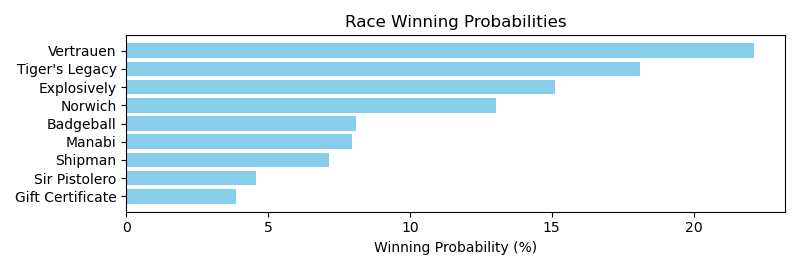 Race Winning Probabilities
Vertrauen
Tiger's Legacy
Explosively
Norwich
Badgeball
Manabi
Shipman
Sir Pistolero
Gift Certificate
0 5 10 15 20
Winning Probability (%)